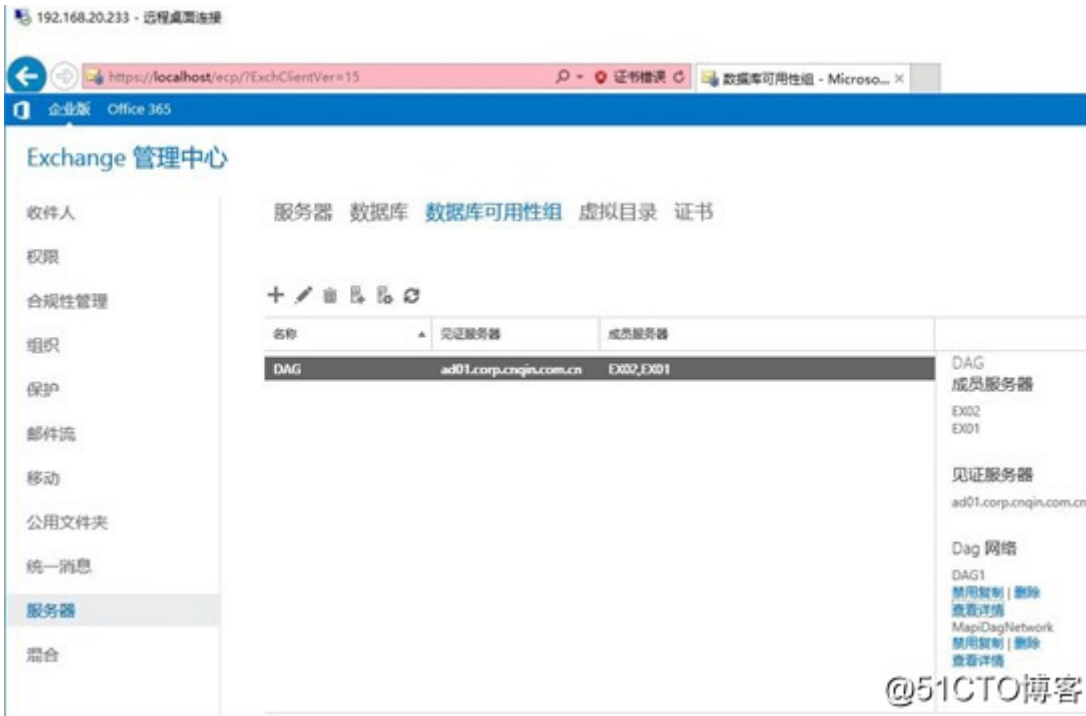 192.168.20.233 - 远程桌面连接
https://localhost/ecp/?ExchClientVer=15 证书错误 数据库可用性组 - Microso...
企业版 Office 365
Exchange 管理中心
收件人
权限
合规性管理
组织
保护
邮件流
移动
公用文件夹
统一消息
服务器
混合
服务器 数据库 数据库可用性组 虚拟目录 证书
名称 见证服务器 成员服务器
DAG ad01.corp.cnqin.com.cn EX02,EX01
DAG
成员服务器
EX02
EX01
见证服务器
ad01.corp.cnqin.com.cn
Dag 网络
DAG1
禁用复制 | 删除
查看详情
MapiDagNetwork
禁用复制 | 删除
查看详情
@51CTO博客